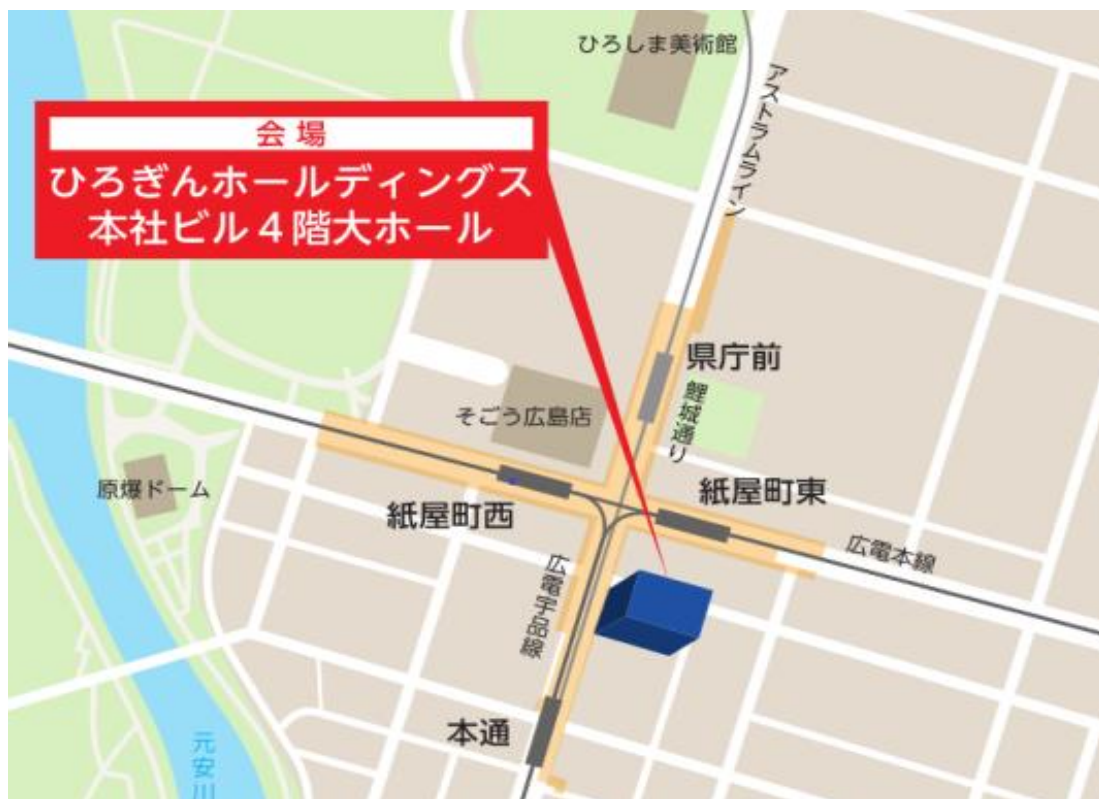 ひろしま美術館
アストラムライン
会場
ひろぎんホールディングス
本社ビル４階大ホール
県庁前
鯉城通り
そごう広島店
紙屋町東
原爆ドーム
紙屋町西
広電本線
広電宇品線
本通
元安川